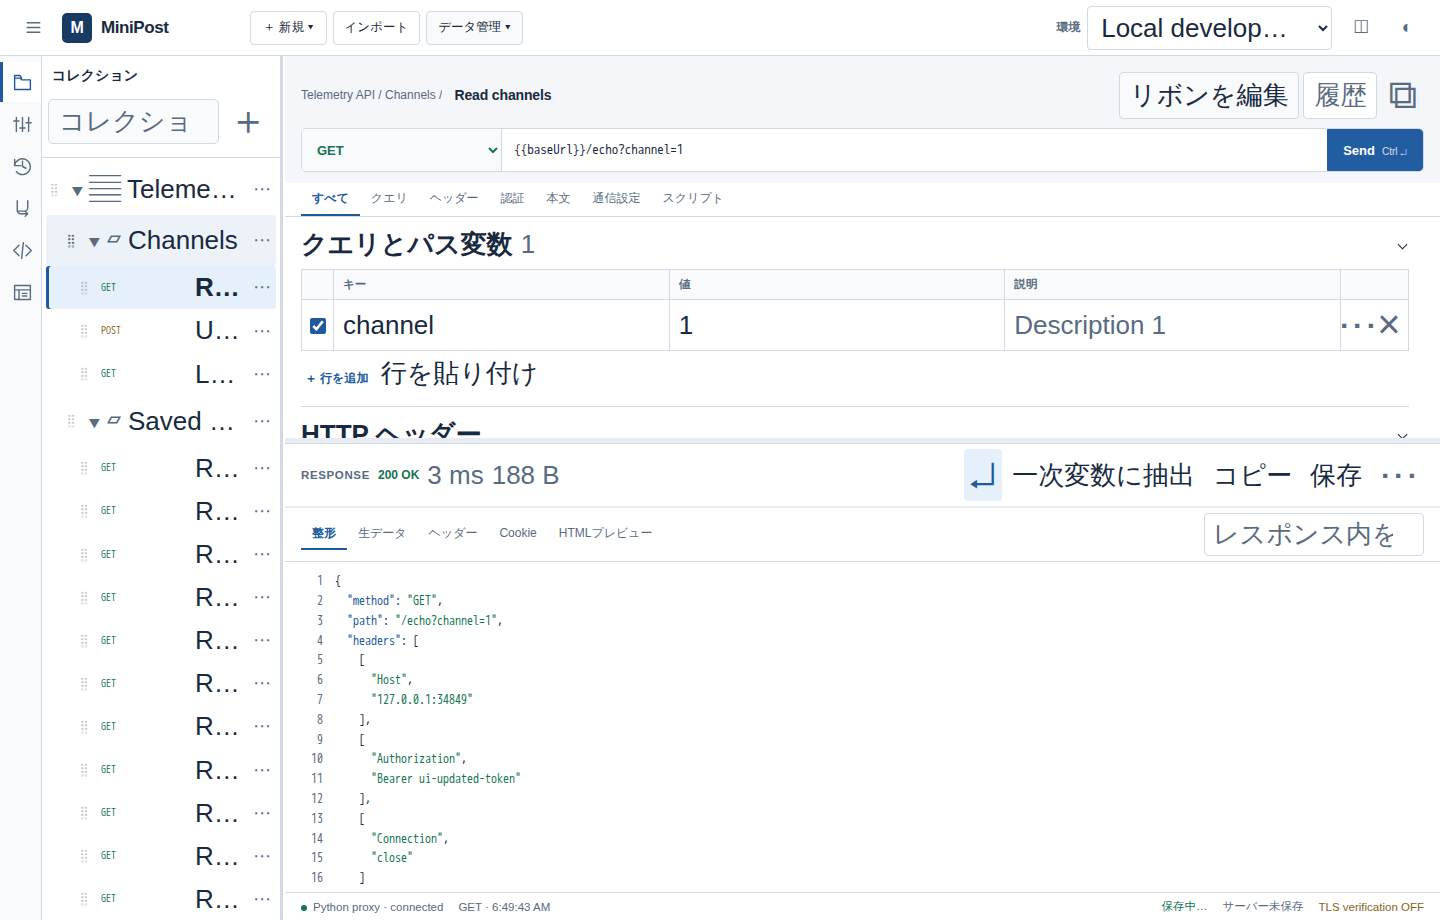 M MiniPost ＋ 新規 ▾ インポート データ管理 ▾ 環境 Local develop…
コレクション
コレクショ ＋
▼ Teleme… ⋯
▼ Channels ⋯
GET R… ⋯
POST U… ⋯
GET L… ⋯
▼ Saved … ⋯
GET R… ⋯
GET R… ⋯
GET R… ⋯
GET R… ⋯
GET R… ⋯
GET R… ⋯
GET R… ⋯
GET R… ⋯
GET R… ⋯
GET R… ⋯
GET R… ⋯
Telemetry API / Channels / Read channels リボンを編集 履歴
GET {{baseUrl}}/echo?channel=1 Send Ctrl ↵
すべて クエリ ヘッダー 認証 本文 通信設定 スクリプト
クエリとパス変数 1
キー 値 説明
channel 1 Description 1 ⋯ ✕
＋ 行を追加 行を貼り付け
HTTP ヘッダー
RESPONSE 200 OK 3 ms 188 B 一次変数に抽出 コピー 保存 ⋯
整形 生データ ヘッダー Cookie HTMLプレビュー レスポンス内を
1 {
2 "method": "GET",
3 "path": "/echo?channel=1",
4 "headers": [
5 [
6 "Host",
7 "127.0.0.1:34849"
8 ],
9 [
10 "Authorization",
11 "Bearer ui-updated-token"
12 ],
13 [
14 "Connection",
15 "close"
16 ]
Python proxy · connected GET · 6:49:43 AM 保存中… サーバー未保存 TLS verification OFF